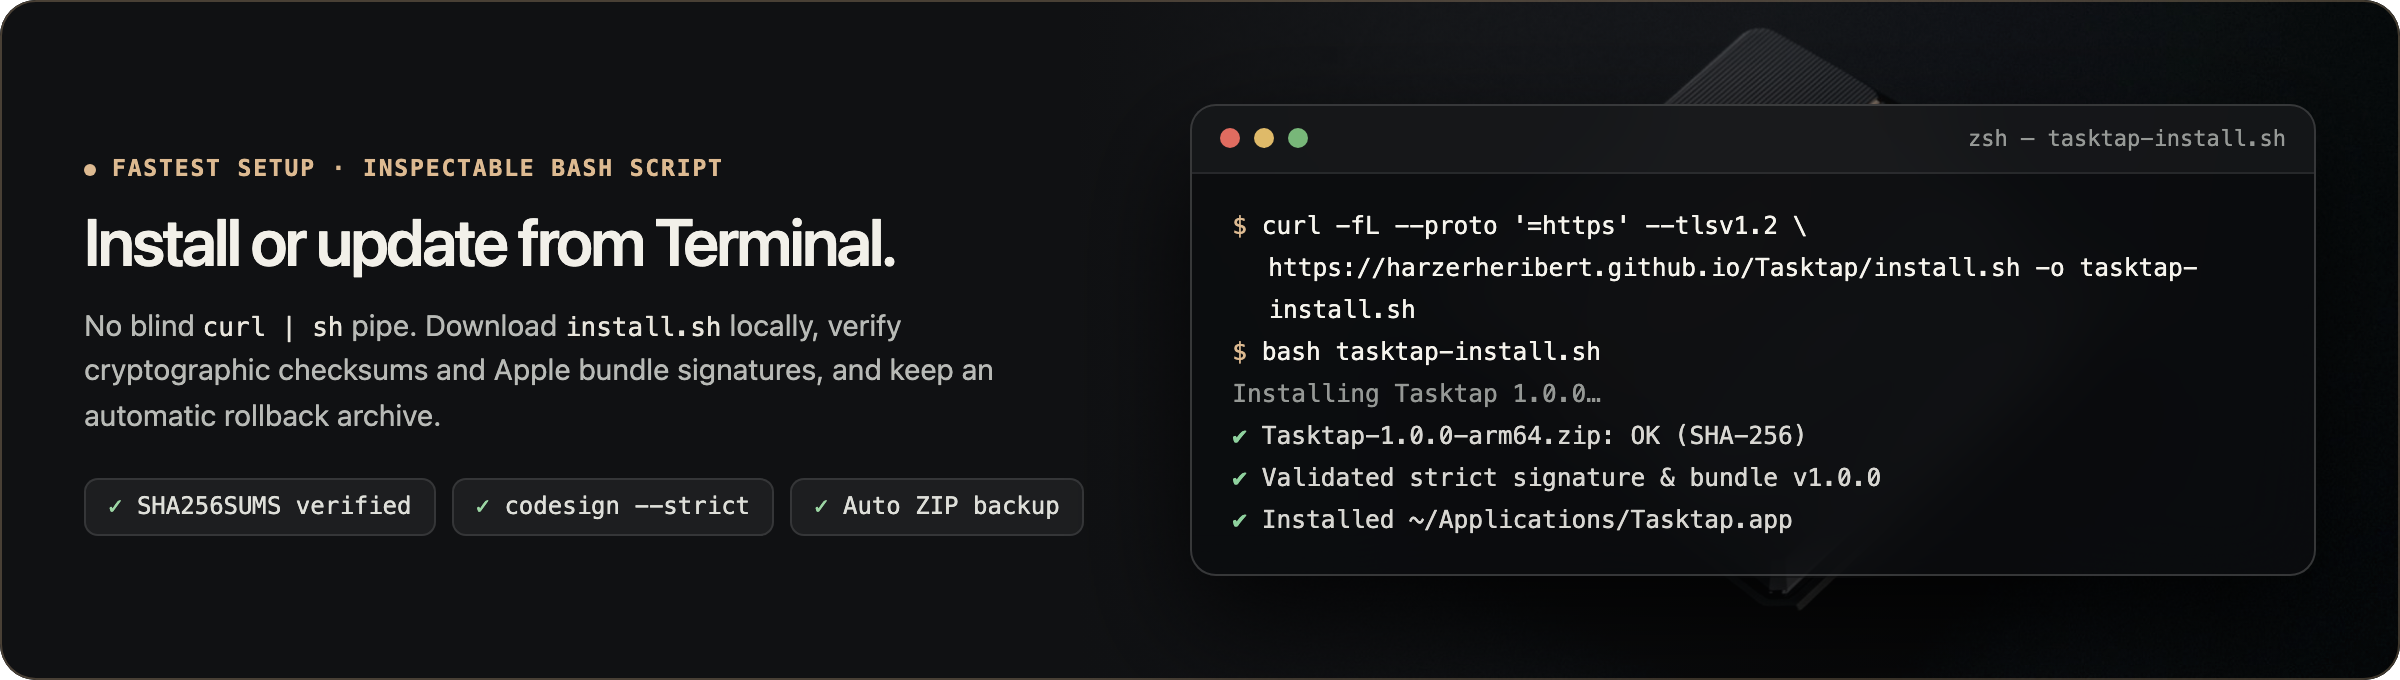 FASTEST SETUP · INSPECTABLE BASH SCRIPT
Install or update from Terminal.
No blind curl | sh pipe. Download install.sh locally, verify
cryptographic checksums and Apple bundle signatures, and keep an
automatic rollback archive.
✓ SHA256SUMS verified
✓ codesign --strict
✓ Auto ZIP backup
zsh — tasktap-install.sh
$ curl -fL --proto '=https' --tlsv1.2 \
https://harzerheribert.github.io/Tasktap/install.sh -o tasktap-
install.sh
$ bash tasktap-install.sh
Installing Tasktap 1.0.0…
✔ Tasktap-1.0.0-arm64.zip: OK (SHA-256)
✔ Validated strict signature & bundle v1.0.0
✔ Installed ~/Applications/Tasktap.app